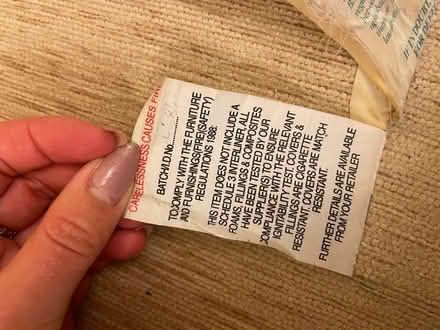 CARELESSNESS CAUSES FIRE
BATCH/I.D.No..........
TO COMPLY WITH THE FURNITURE
AND FURNISHINGS(FIRE)(SAFETY)
REGULATIONS 1988:
THIS ITEM DOES NOT INCLUDE A
SCHEDULE 3 INTERLINER. ALL
FOAMS, FILLINGS & COMPOSITES
HAVE BEEN TESTED BY OUR
SUPPLIERS TO ENSURE
COMPLIANCE WITH THE RELEVANT
IGNITABILITY TEST. COVERS &
FILLINGS ARE CIGARETTE
RESISTANT. COVERS ARE MATCH
RESISTANT.
FURTHER DETAILS ARE AVAILABLE
FROM YOUR RETAILER